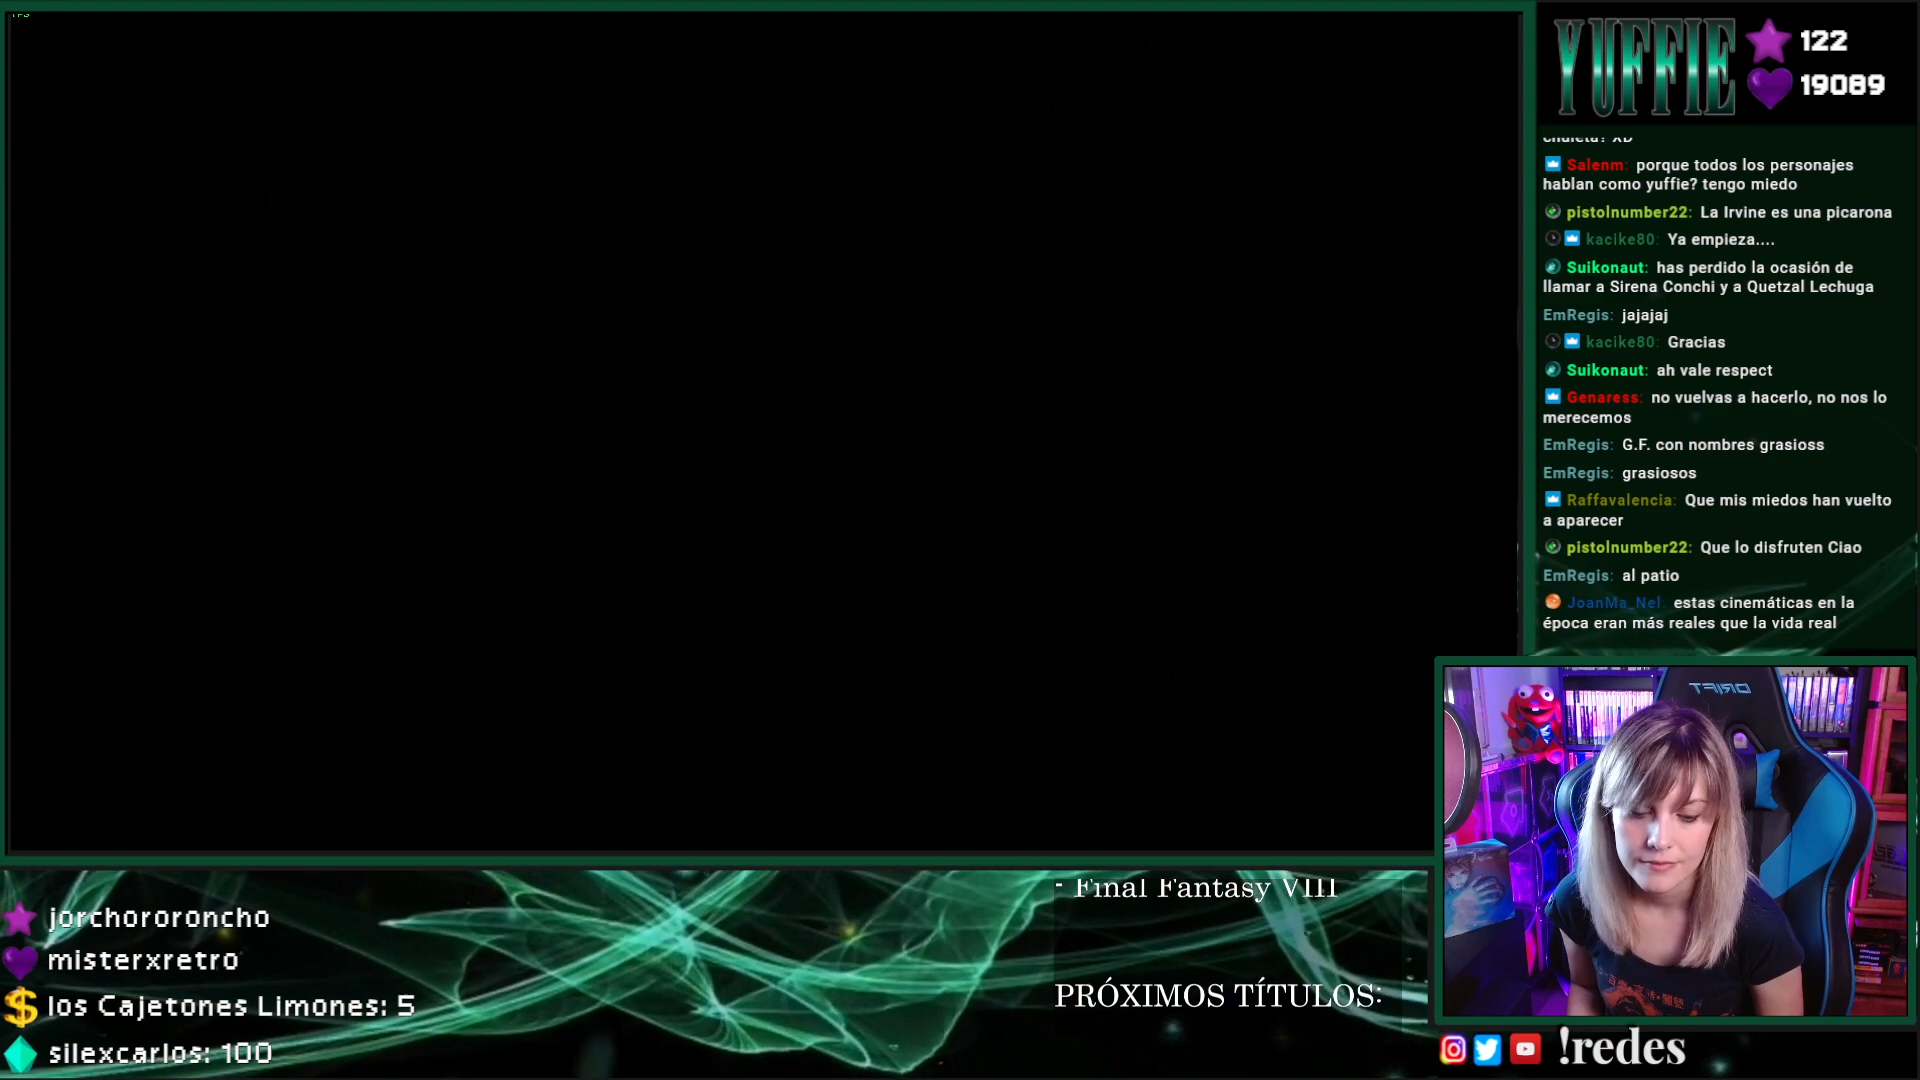 FPS
YUFFIE
122
19089
chuleta? XD
Salenm: porque todos los personajes
hablan como yuffie? tengo miedo
pistolnumber22: La Irvine es una picarona
kacike80: Ya empieza....
Suikonaut: has perdido la ocasión de
llamar a Sirena Conchi y a Quetzal Lechuga
EmRegis: jajajaj
kacike80: Gracias
Suikonaut: ah vale respect
Genaress: no vuelvas a hacerlo, no nos lo
merecemos
EmRegis: G.F. con nombres grasioss
EmRegis: grasiosos
Raffavalencia: Que mis miedos han vuelto
a aparecer
pistolnumber22: Que lo disfruten Ciao
EmRegis: al patio
JoanMa_Nel: estas cinemáticas en la
época eran más reales que la vida real
DRIFT
jorchororoncho
misterxretro
los Cajetones Limones: 5
silexcarlos: 100
- Final Fantasy VIII
PRÓXIMOS TÍTULOS:
!redes